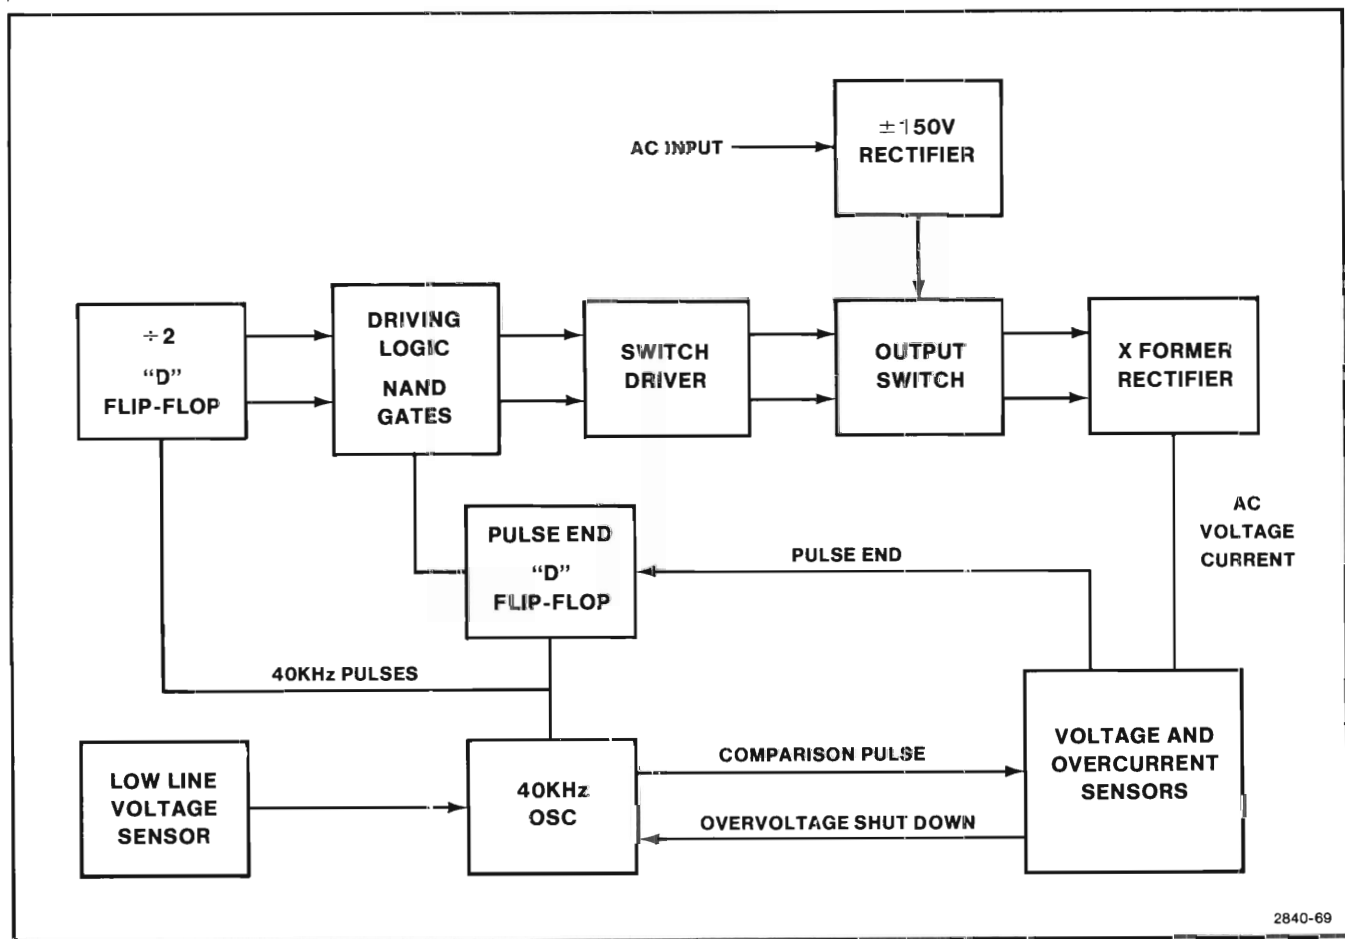 ±150V
RECTIFIER
AC INPUT
÷2
“D”
FLIP-FLOP
DRIVING
LOGIC
NAND
GATES
SWITCH
DRIVER
OUTPUT
SWITCH
X FORMER
RECTIFIER
PULSE END
“D”
FLIP-FLOP
PULSE END
AC
VOLTAGE
CURRENT
40KHz PULSES
LOW LINE
VOLTAGE
SENSOR
40KHz
OSC
COMPARISON PULSE
OVERVOLTAGE SHUT DOWN
VOLTAGE AND
OVERCURRENT
SENSORS
2840-69